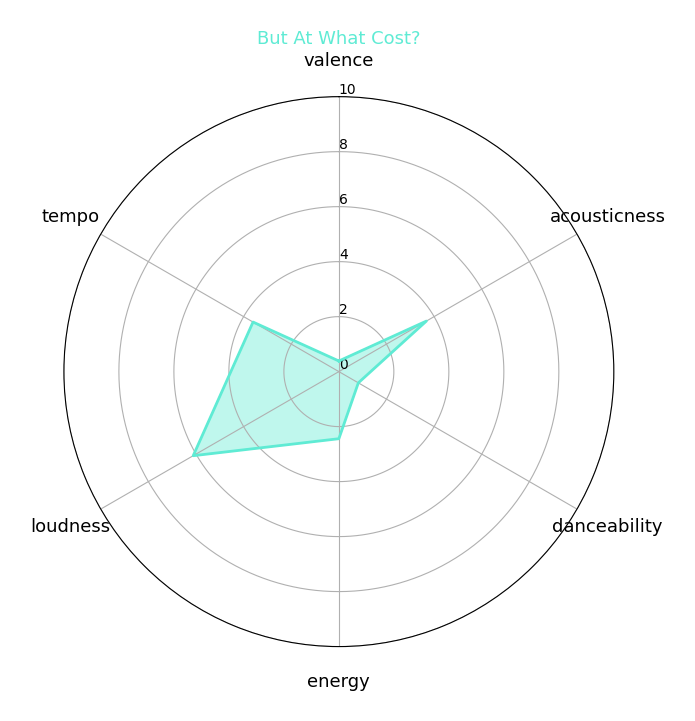 But At What Cost?
valence
10
8
tempo
6
acousticness
4
2
0
loudness
danceability
energy